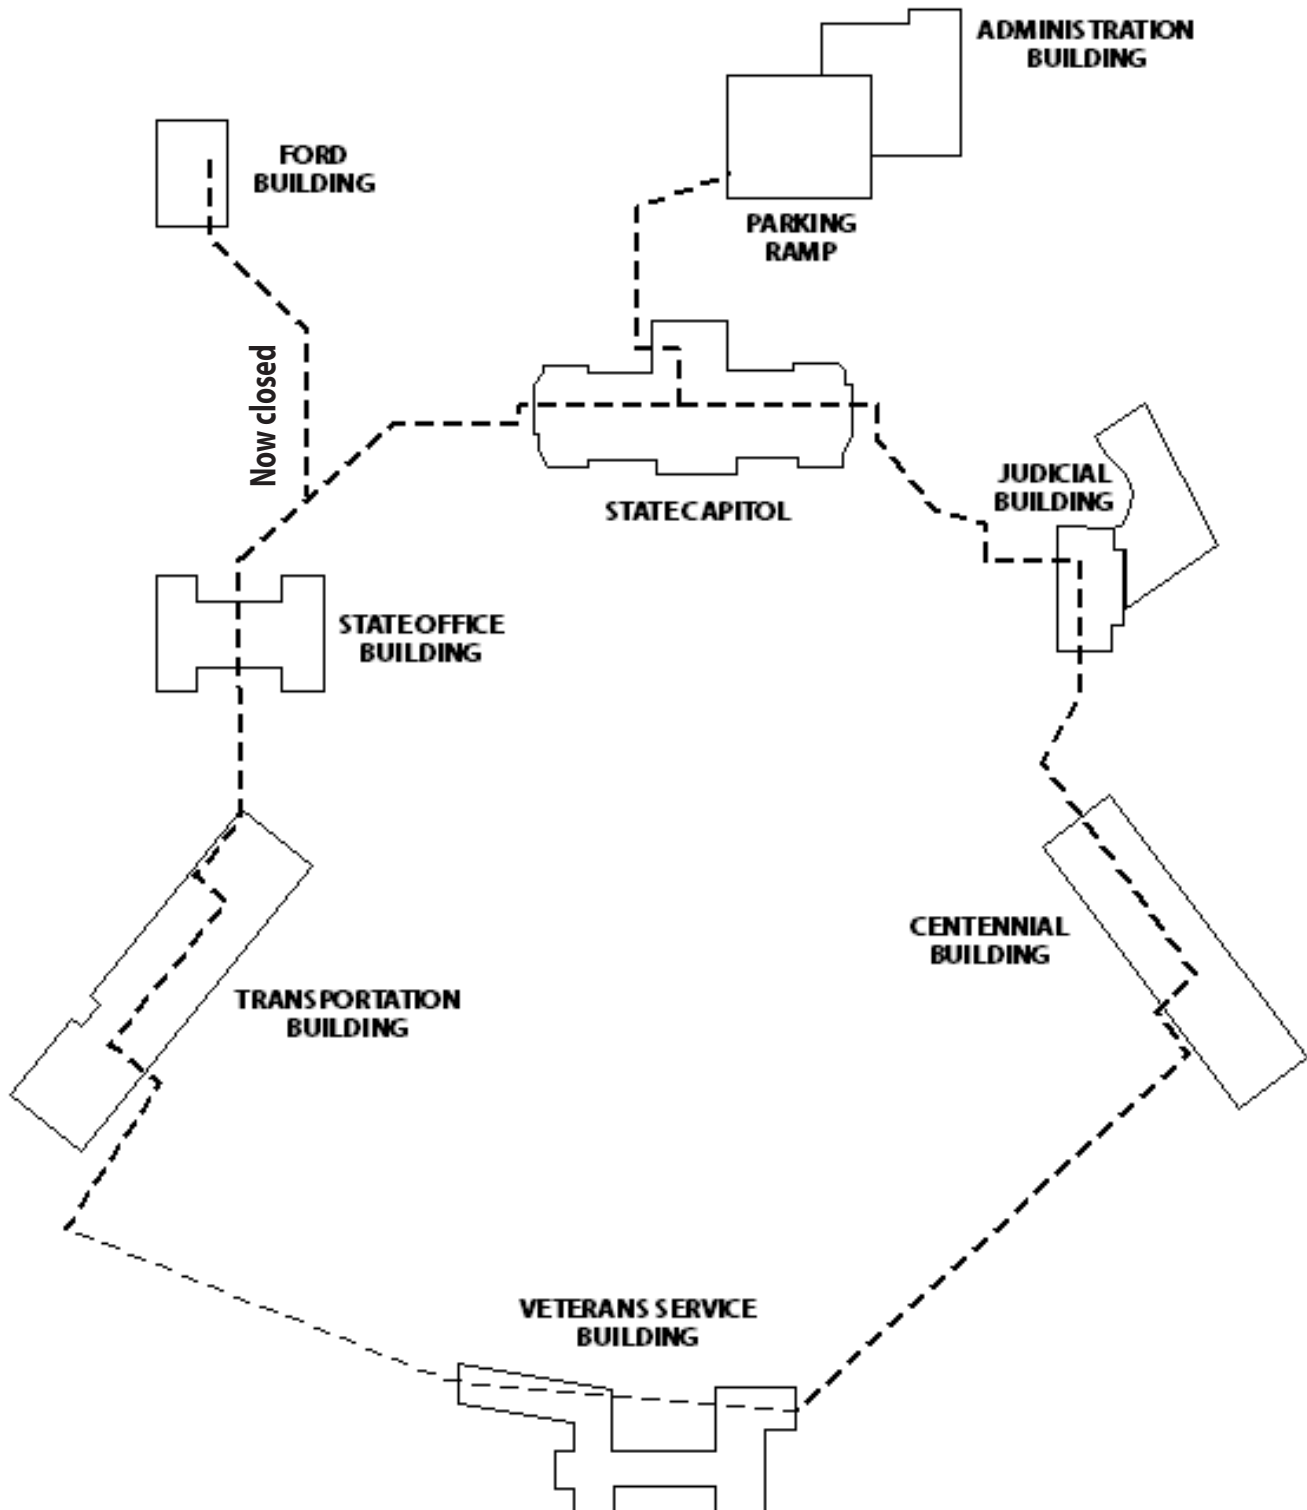 ADMINISTRATION
BUILDING
FORD
BUILDING
PARKING
RAMP
Now closed
STATE CAPITOL
JUDICIAL
BUILDING
STATE OFFICE
BUILDING
CENTENNIAL
BUILDING
TRANSPORTATION
BUILDING
VETERANS SERVICE
BUILDING